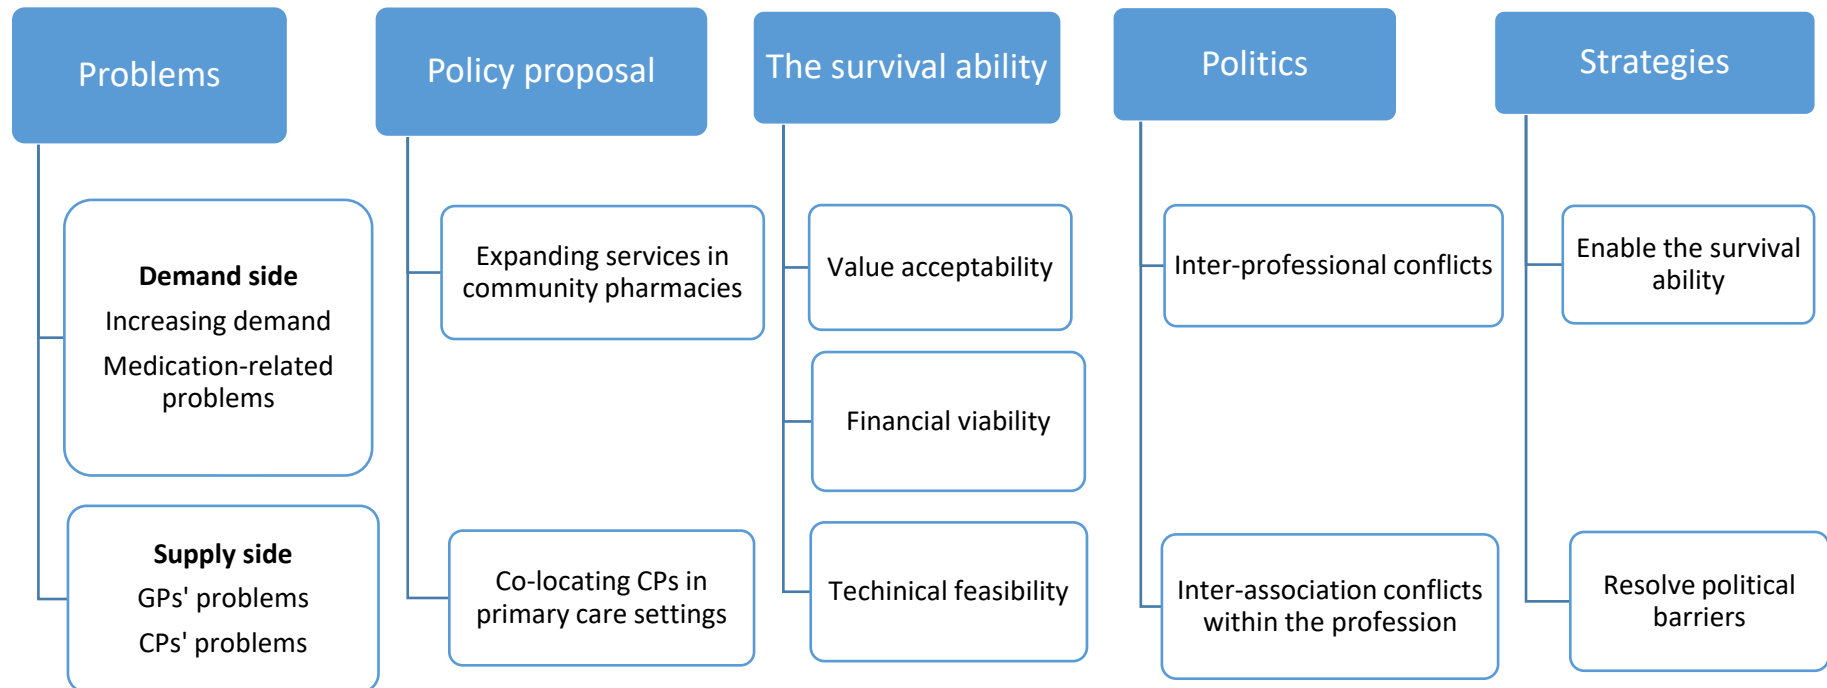 Problems
Demand side
Increasing demand
Medication-related
problems
Supply side
GPs' problems
CPs' problems
Policy proposal
Expanding services in
community pharmacies
Co-locating CPs in
primary care settings
The survival ability
Value acceptability
Financial viability
Techinical feasibility
Politics
Inter-professional conflicts
Inter-association conflicts
within the profession
Strategies
Enable the survival
ability
Resolve political
barriers